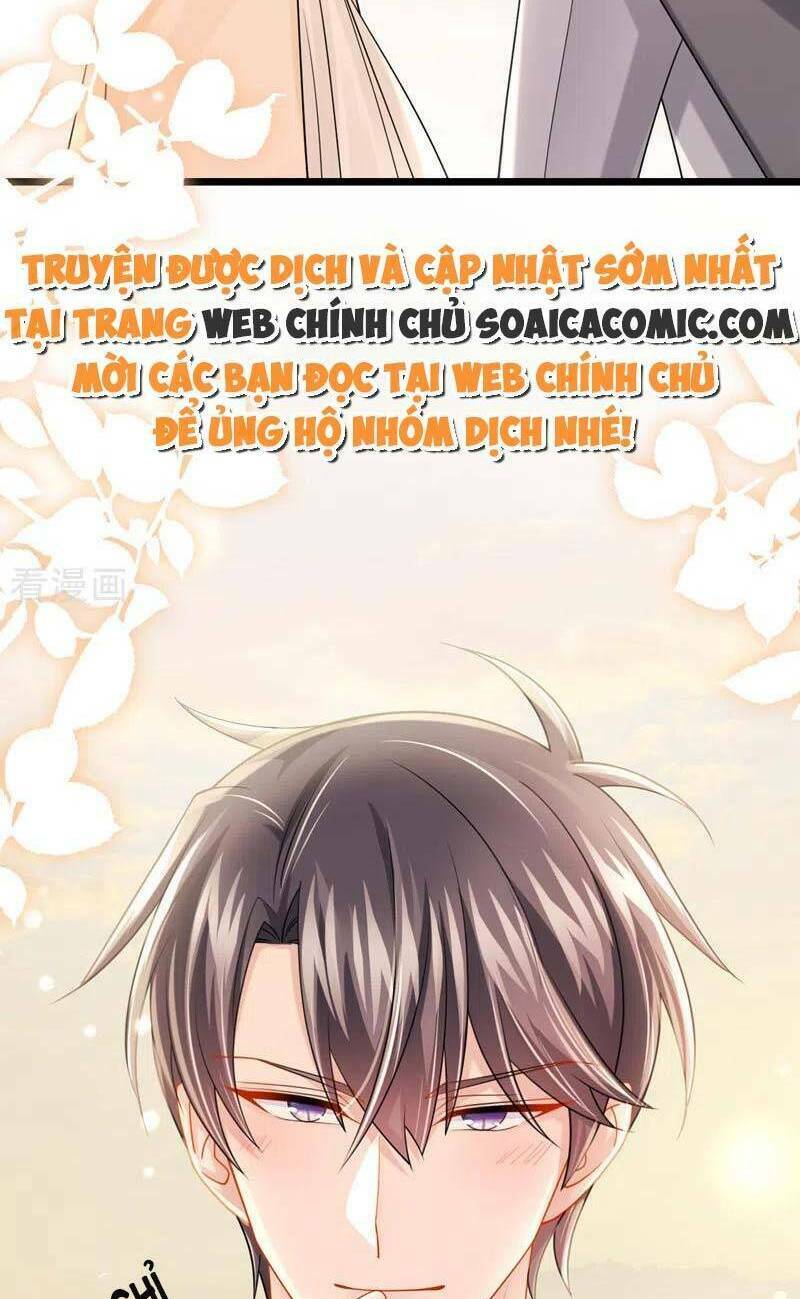 TRUYỆN ĐƯỢC DỊCH VÀ CẬP NHẬT SỚM NHẤT
TẠI TRANG WEB CHÍNH CHỦ SOAICACOMIC.COM
MỜI CÁC BẠN ĐỌC TẠI WEB CHÍNH CHỦ
ĐỂ ỦNG HỘ NHÓM DỊCH NHÉ!
看漫画
CHỈ